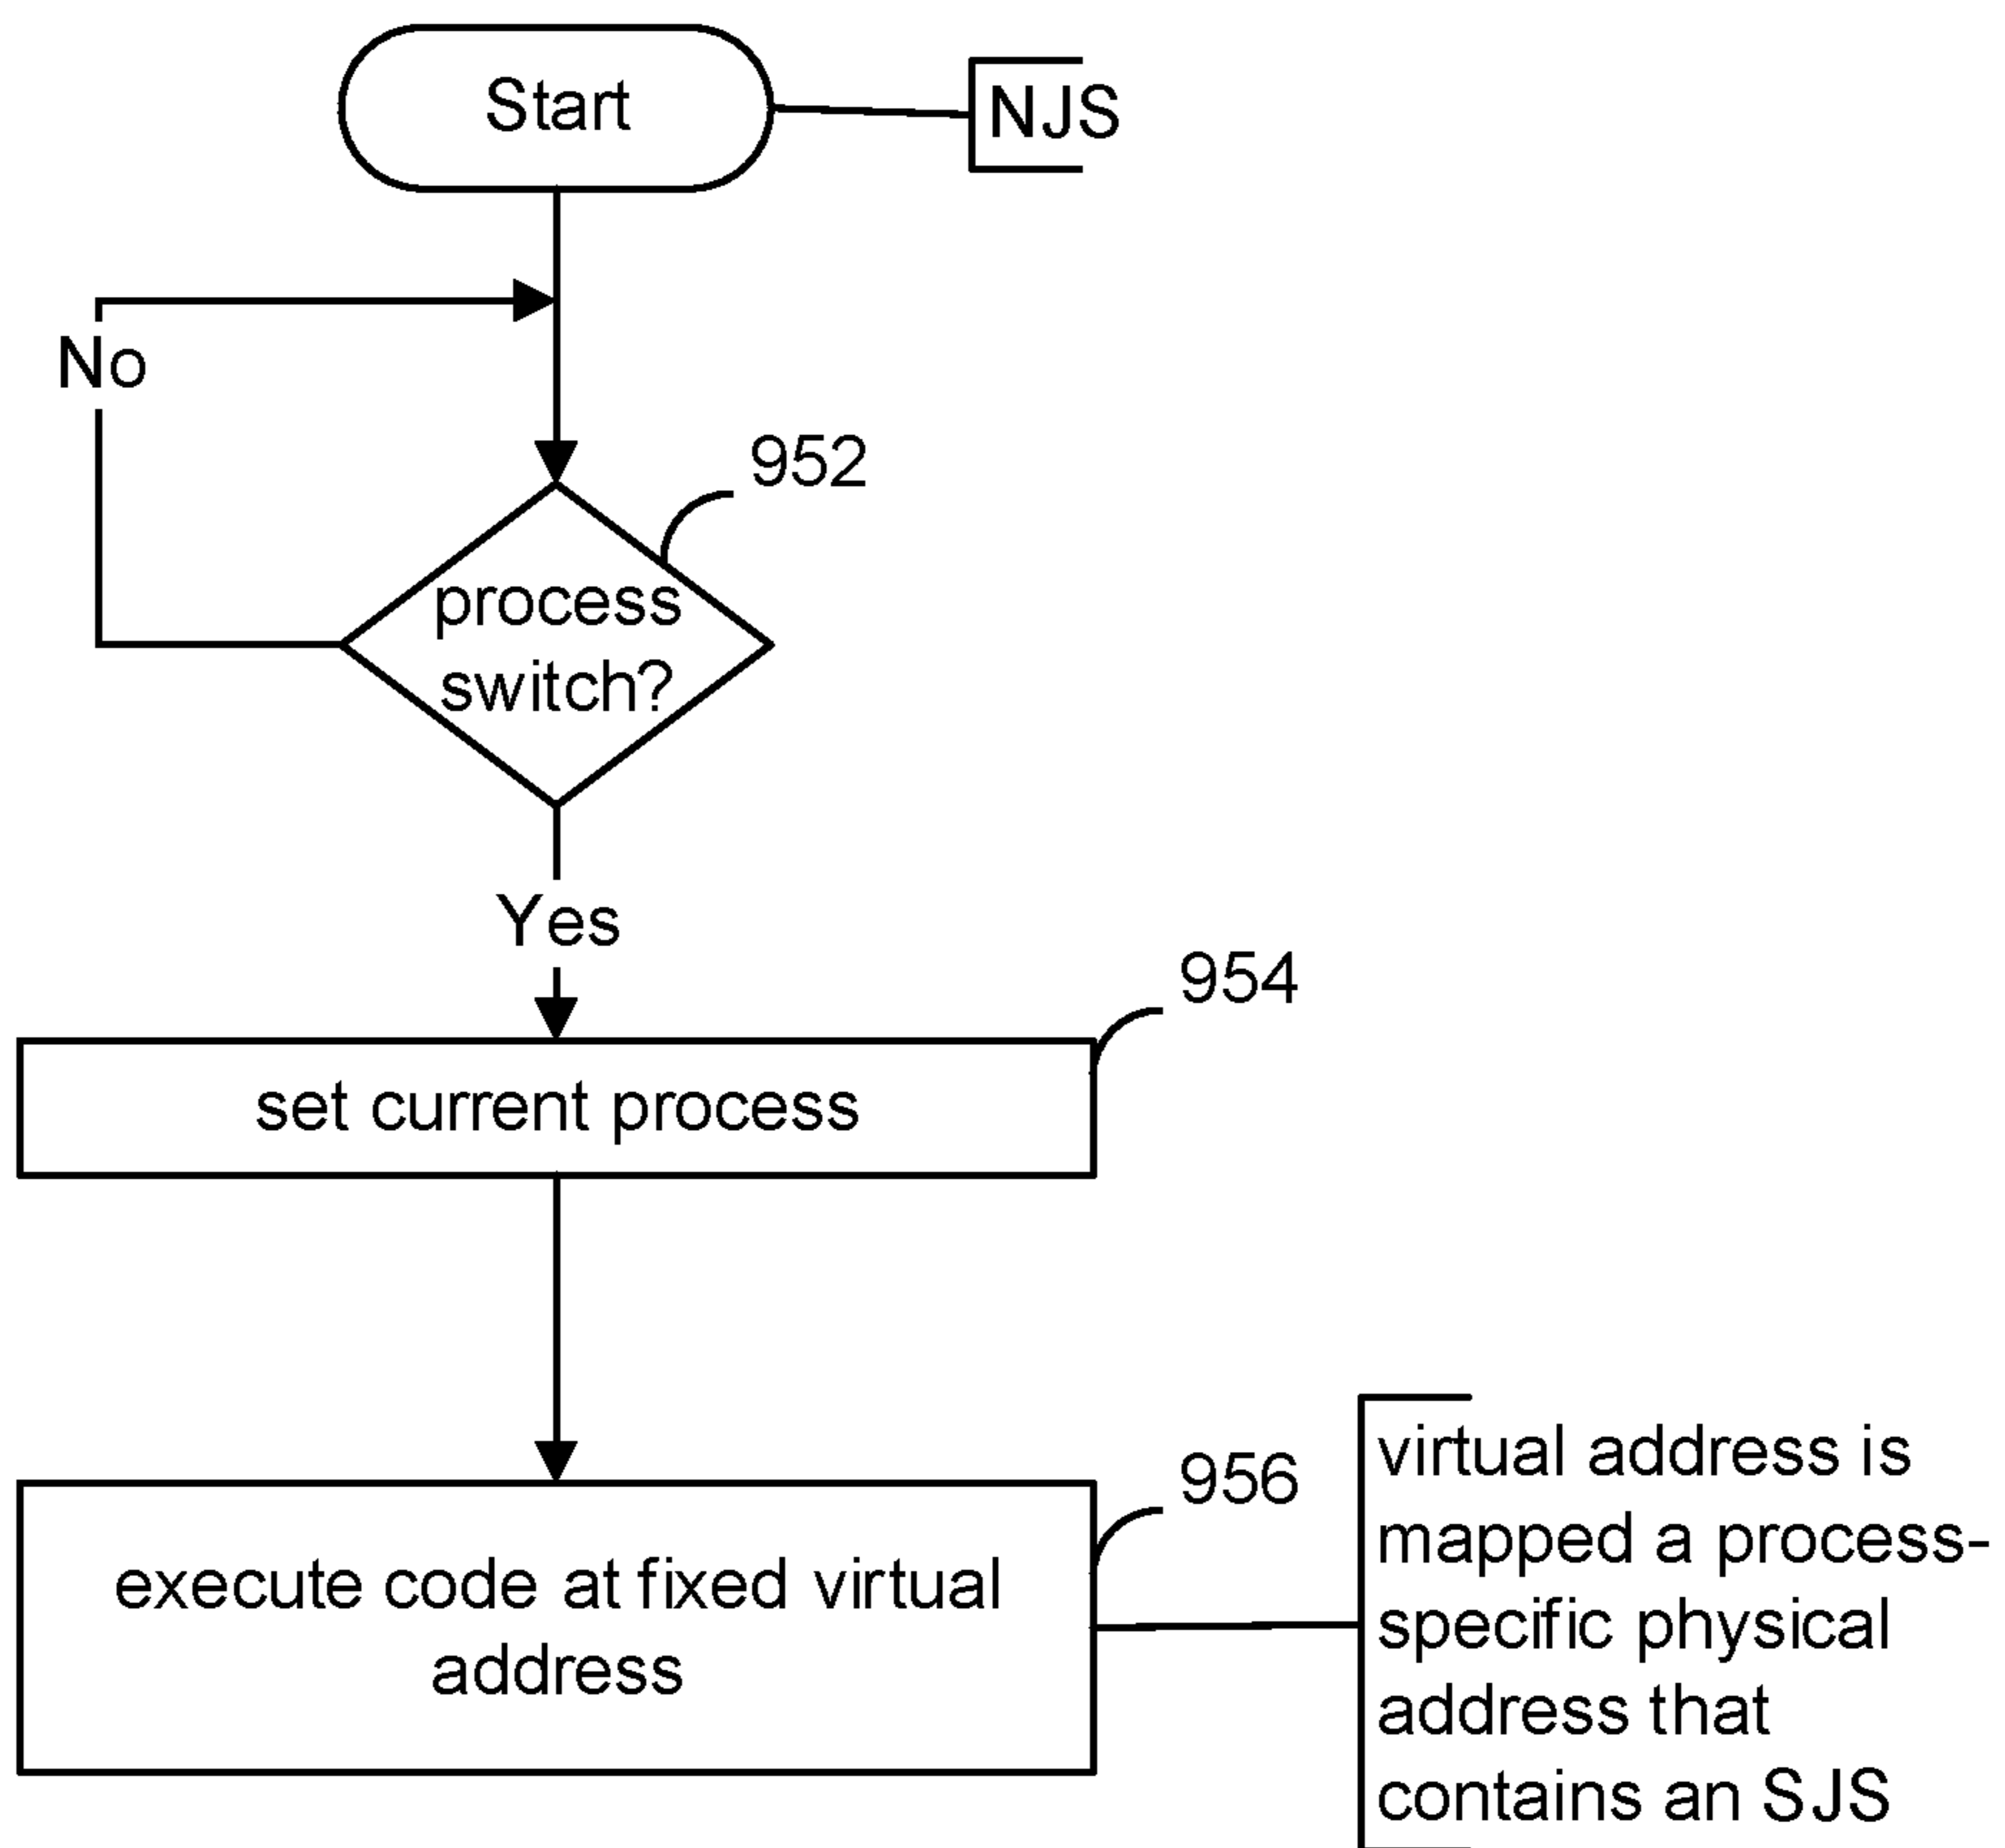 Start
NJS
No
952
process
switch?
Yes
954
set current process
956
execute code at fixed virtual
address
virtual address is
mapped a process-
specific physical
address that
contains an SJS